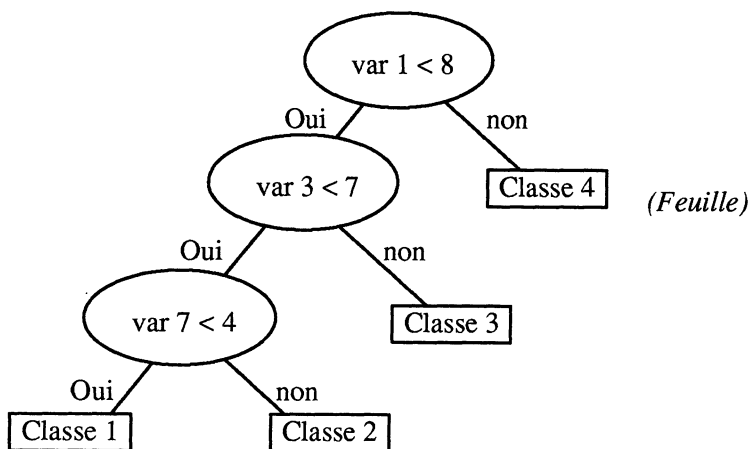 var 1 < 8
Oui
non
var 3 < 7
Classe 4
(Feuille)
Oui
non
var 7 < 4
Classe 3
Oui
non
Classe 1
Classe 2